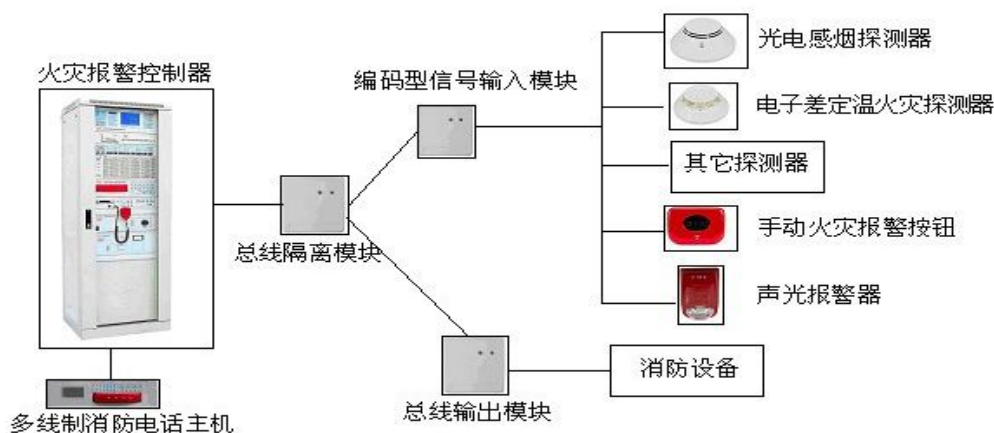 火灾报警控制器
多线制消防电话主机
总线隔离模块
编码型信号输入模块
总线输出模块
光电感烟探测器
电子差定温火灾探测器
其它探测器
手动火灾报警按钮
声光报警器
消防设备